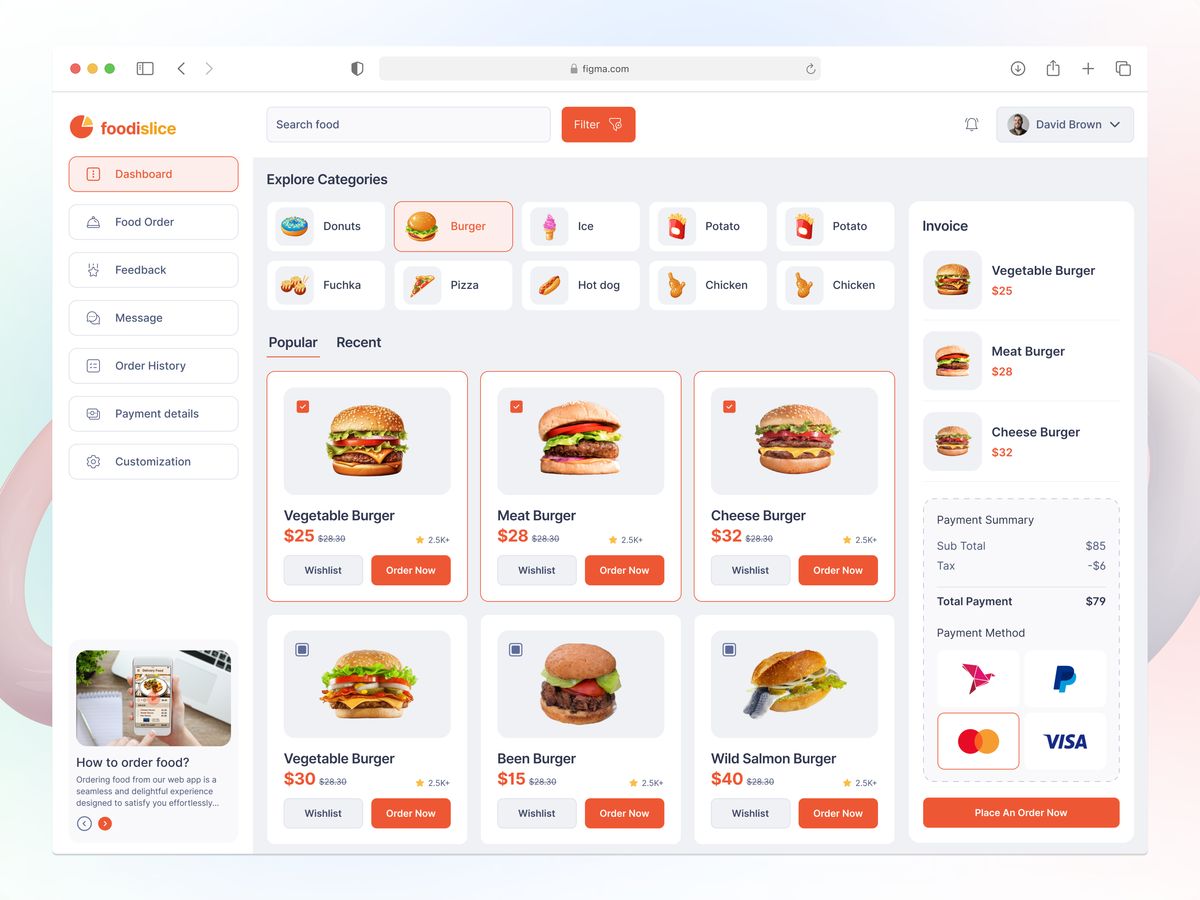 figma.com
foodislice
Search food
Filter
David Brown
Dashboard
Food Order
Feedback
Message
Order History
Payment details
Customization
How to order food?
Ordering food from our web app is a
seamless and delightful experience
designed to satisfy you effortlessly...
Explore Categories
Donuts
Burger
Ice
Potato
Potato
Fuchka
Pizza
Hot dog
Chicken
Chicken
Popular
Recent
Vegetable Burger
$25 $28.30
2.5K+
Wishlist
Order Now
Meat Burger
$28 $28.30
2.5K+
Wishlist
Order Now
Cheese Burger
$32 $28.30
2.5K+
Wishlist
Order Now
Vegetable Burger
$30 $28.30
2.5K+
Wishlist
Order Now
Been Burger
$15 $28.30
2.5K+
Wishlist
Order Now
Wild Salmon Burger
$40 $28.30
2.5K+
Wishlist
Order Now
Invoice
Vegetable Burger
$25
Meat Burger
$28
Cheese Burger
$32
Payment Summary
Sub Total $85
Tax -$6
Total Payment $79
Payment Method
VISA
Place An Order Now